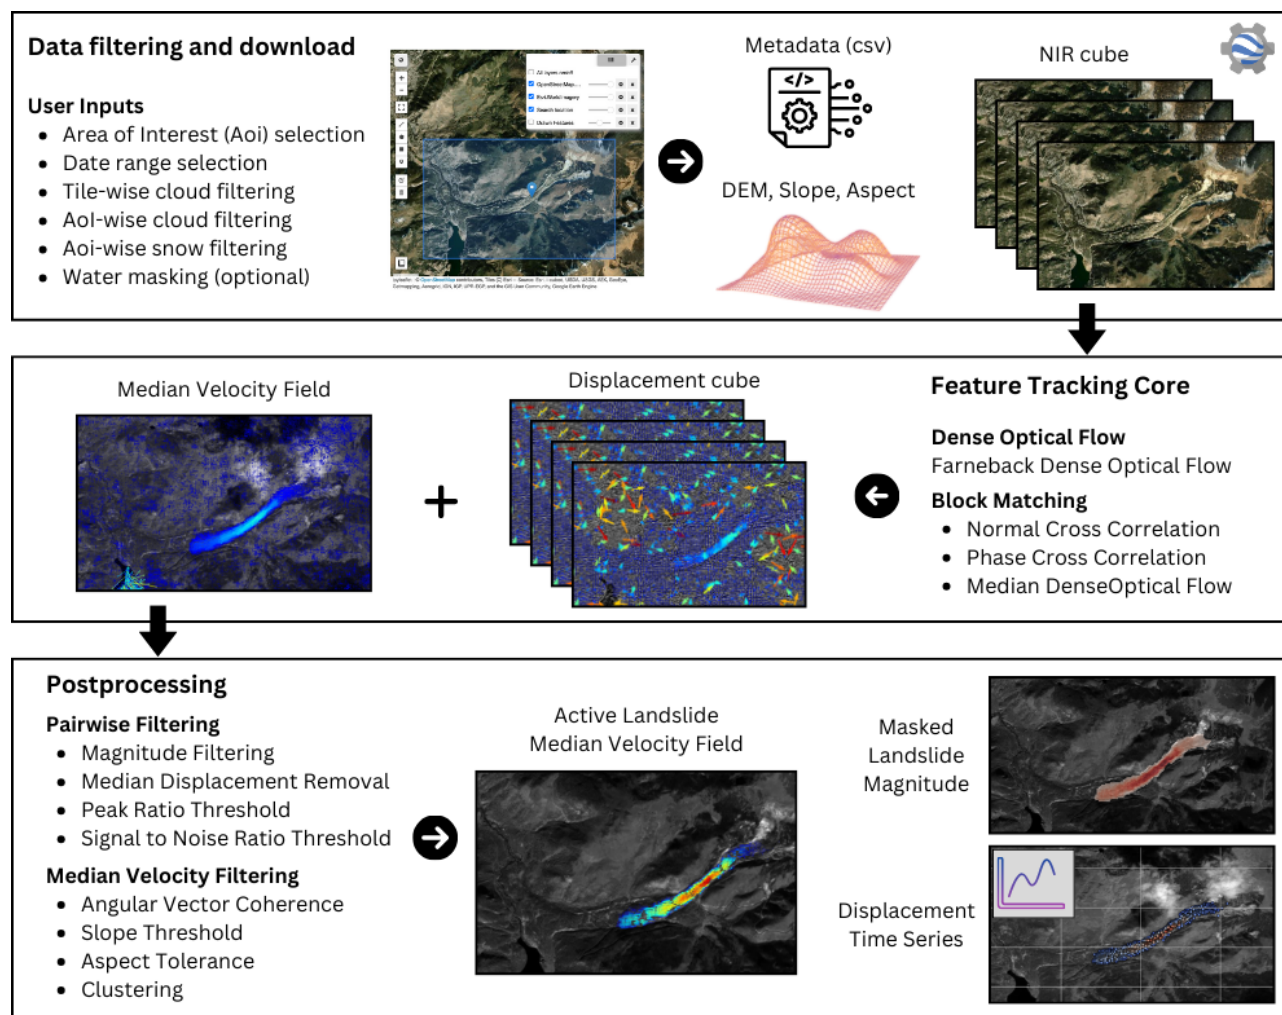 Data filtering and download
User Inputs
• Area of Interest (Aoi) selection
• Date range selection
• Tile-wise cloud filtering
• AoI-wise cloud filtering
• Aoi-wise snow filtering
• Water masking (optional)
Metadata (csv)
</>
DEM, Slope, Aspect
NIR cube
Median Velocity Field
Displacement cube
Feature Tracking Core
Dense Optical Flow
Farneback Dense Optical Flow
Block Matching
• Normal Cross Correlation
• Phase Cross Correlation
• Median DenseOptical Flow
Postprocessing
Pairwise Filtering
• Magnitude Filtering
• Median Displacement Removal
• Peak Ratio Threshold
• Signal to Noise Ratio Threshold
Median Velocity Filtering
• Angular Vector Coherence
• Slope Threshold
• Aspect Tolerance
• Clustering
Active Landslide
Median Velocity Field
Masked
Landslide
Magnitude
Displacement
Time Series